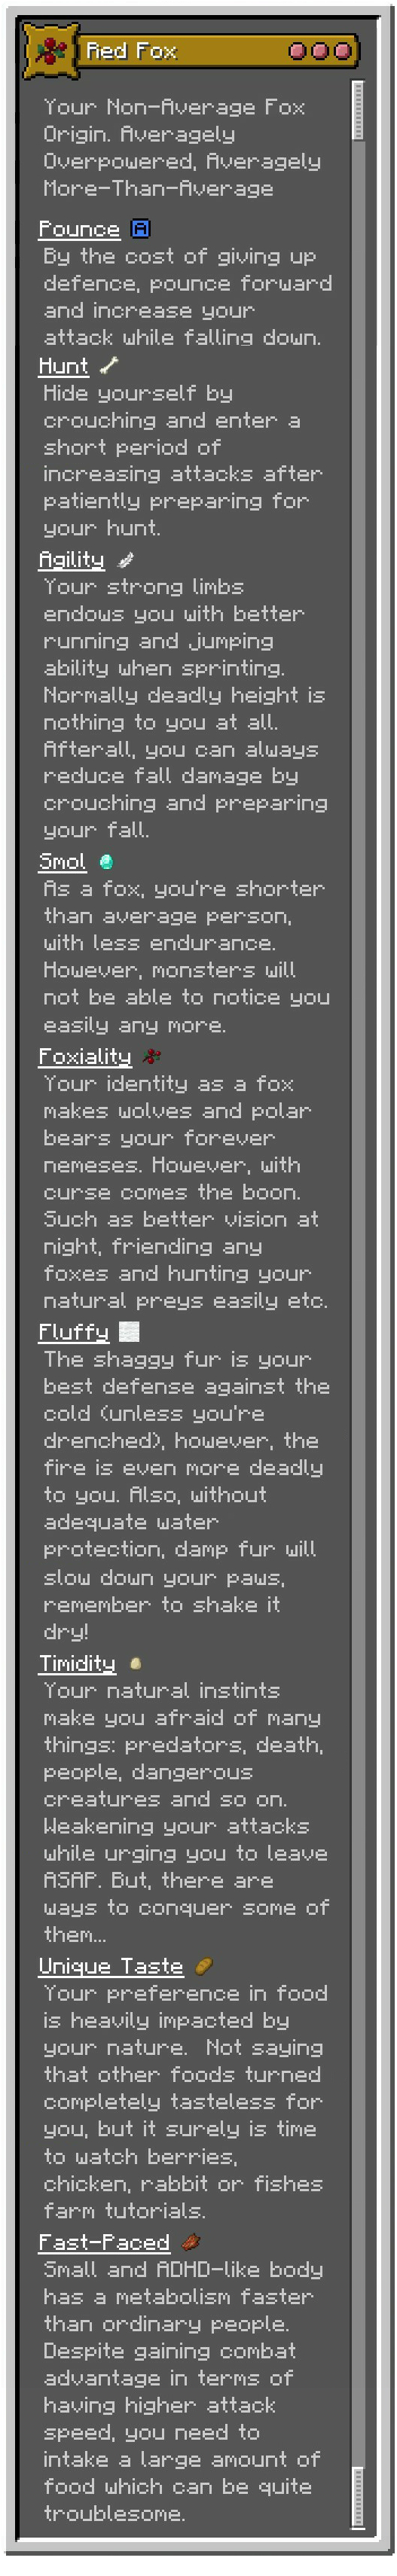 Red Fox
Your Non-Average Fox
Origin. Averagely
Overpowered, Averagely
More-Than-Average
Pounce A
By the cost of giving up
defence, pounce forward
and increase your
attack while falling down.
Hunt
Hide yourself by
crouching and enter a
short period of
increasing attacks after
patiently preparing for
your hunt.
Agility
Your strong limbs
endows you with better
running and jumping
ability when sprinting.
Normally deadly height is
nothing to you at all.
Afterall, you can always
reduce fall damage by
crouching and preparing
your fall.
Smol
As a fox, you're shorter
than average person,
with less endurance.
However, monsters will
not be able to notice you
easily any more.
Foxiality
Your identity as a fox
makes wolves and polar
bears your forever
nemeses. However, with
curse comes the boon.
Such as better vision at
night, friending any
foxes and hunting your
natural preys easily etc.
Fluffy
The shaggy fur is your
best defense against the
cold (unless you're
drenched), however, the
fire is even more deadly
to you. Also, without
adequate water
protection, damp fur will
slow down your paws,
remember to shake it
dry!
Timidity
Your natural instints
make you afraid of many
things: predators, death,
people, dangerous
creatures and so on.
Weakening your attacks
while urging you to leave
ASAP. But, there are
ways to conquer some of
them...
Unique Taste
Your preference in food
is heavily impacted by
your nature.  Not saying
that other foods turned
completely tasteless for
you, but it surely is time
to watch berries,
chicken, rabbit or fishes
farm tutorials.
Fast-Paced
Small and ADHD-like body
has a metabolism faster
than ordinary people.
Despite gaining combat
advantage in terms of
having higher attack
speed, you need to
intake a large amount of
food which can be quite
troublesome.